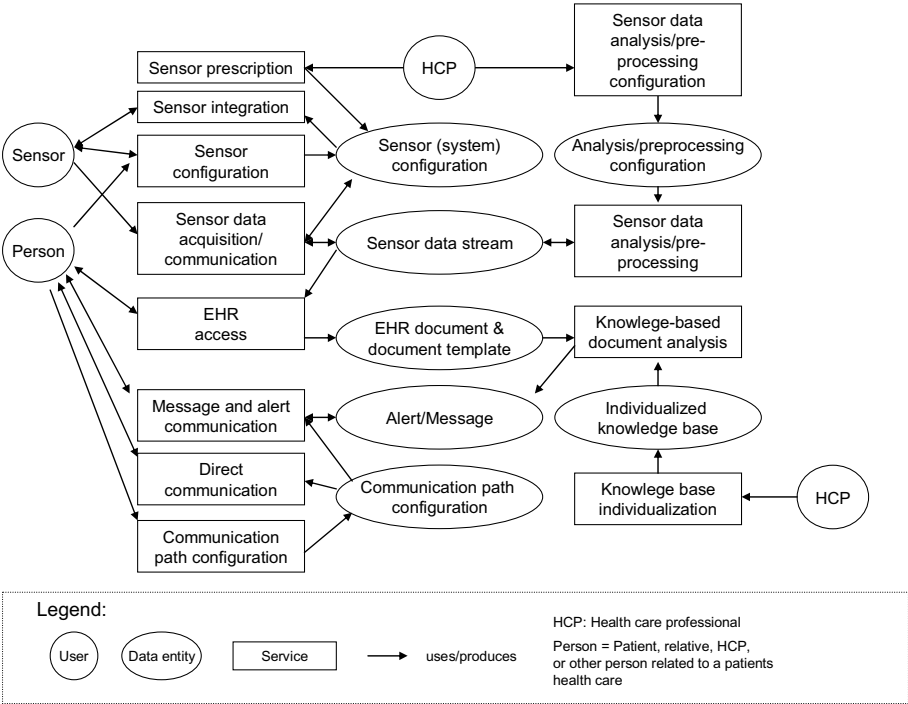 Sensor prescription
HCP
Sensor data
analysis/pre-
processing
configuration
Sensor integration
Sensor
Sensor
configuration
Sensor (system)
configuration
Analysis/preprocessing
configuration
Person
Sensor data
acquisition/
communication
Sensor data stream
Sensor data
analysis/pre-
processing
EHR
access
EHR document &
document template
Knowlege-based
document analysis
Message and alert
communication
Alert/Message
Individualized
knowledge base
Direct
communication
Communication path
configuration
Knowlege base
individualization
HCP
Communication
path configuration
Legend:
User
Data entity
Service
uses/produces
HCP: Health care professional
Person = Patient, relative, HCP,
or other person related to a patients
health care